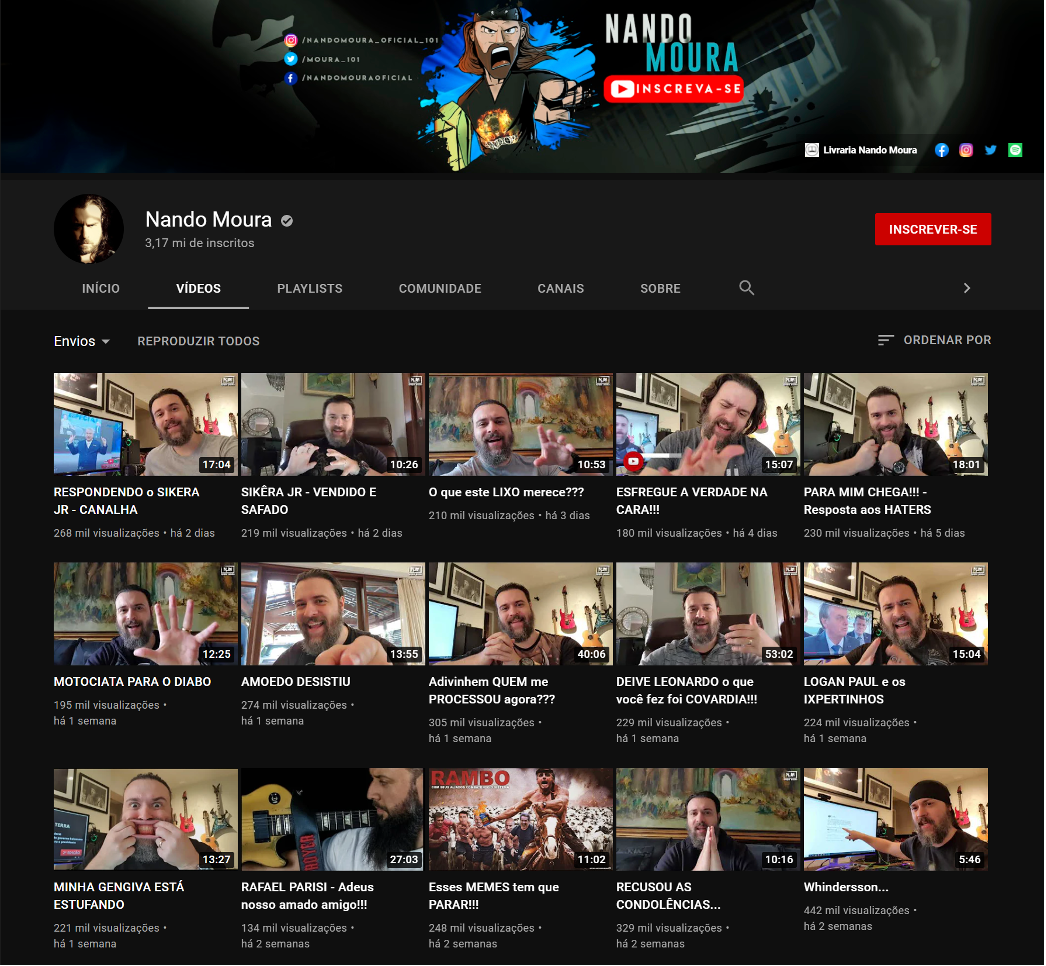 NANDO
MOURA
/NANDOMOURA_OFICIAL_101
/MOURA_101
/NANDOMOURAOFICIAL
INSCREVA-SE
Livraria Nando Moura
Nando Moura
3,17 mi de inscritos
INSCREVER-SE
INÍCIO
VÍDEOS
PLAYLISTS
COMUNIDADE
CANAIS
SOBRE
Envios
REPRODUZIR TODOS
ORDENAR POR
17:04
10:26
10:53
15:07
18:01
RESPONDENDO o SIKERA
JR - CANALHA
268 mil visualizações • há 2 dias
SIKÊRA JR - VENDIDO E
SAFADO
219 mil visualizações • há 2 dias
O que este LIXO merece???
210 mil visualizações • há 3 dias
ESFREGUE A VERDADE NA
CARA!!!
180 mil visualizações • há 4 dias
PARA MIM CHEGA!!! -
Resposta aos HATERS
230 mil visualizações • há 5 dias
12:25
13:55
40:06
53:02
15:04
MOTOCIATA PARA O DIABO
195 mil visualizações •
há 1 semana
AMOEDO DESISTIU
274 mil visualizações •
há 1 semana
Adivinhem QUEM me
PROCESSOU agora???
305 mil visualizações •
há 1 semana
DEIVE LEONARDO o que
você fez foi COVARDIA!!!
229 mil visualizações •
há 1 semana
LOGAN PAUL e os
IXPERTINHOS
224 mil visualizações •
há 1 semana
13:27
27:03
RAMBO
11:02
10:16
5:46
MINHA GENGIVA ESTÁ
ESTUFANDO
221 mil visualizações •
há 1 semana
RAFAEL PARISI - Adeus
nosso amado amigo!!!
134 mil visualizações •
há 2 semanas
Esses MEMES tem que
PARAR!!!
248 mil visualizações •
há 2 semanas
RECUSOU AS
CONDOLÊNCIAS...
329 mil visualizações •
há 2 semanas
Whindersson...
442 mil visualizações •
há 2 semanas